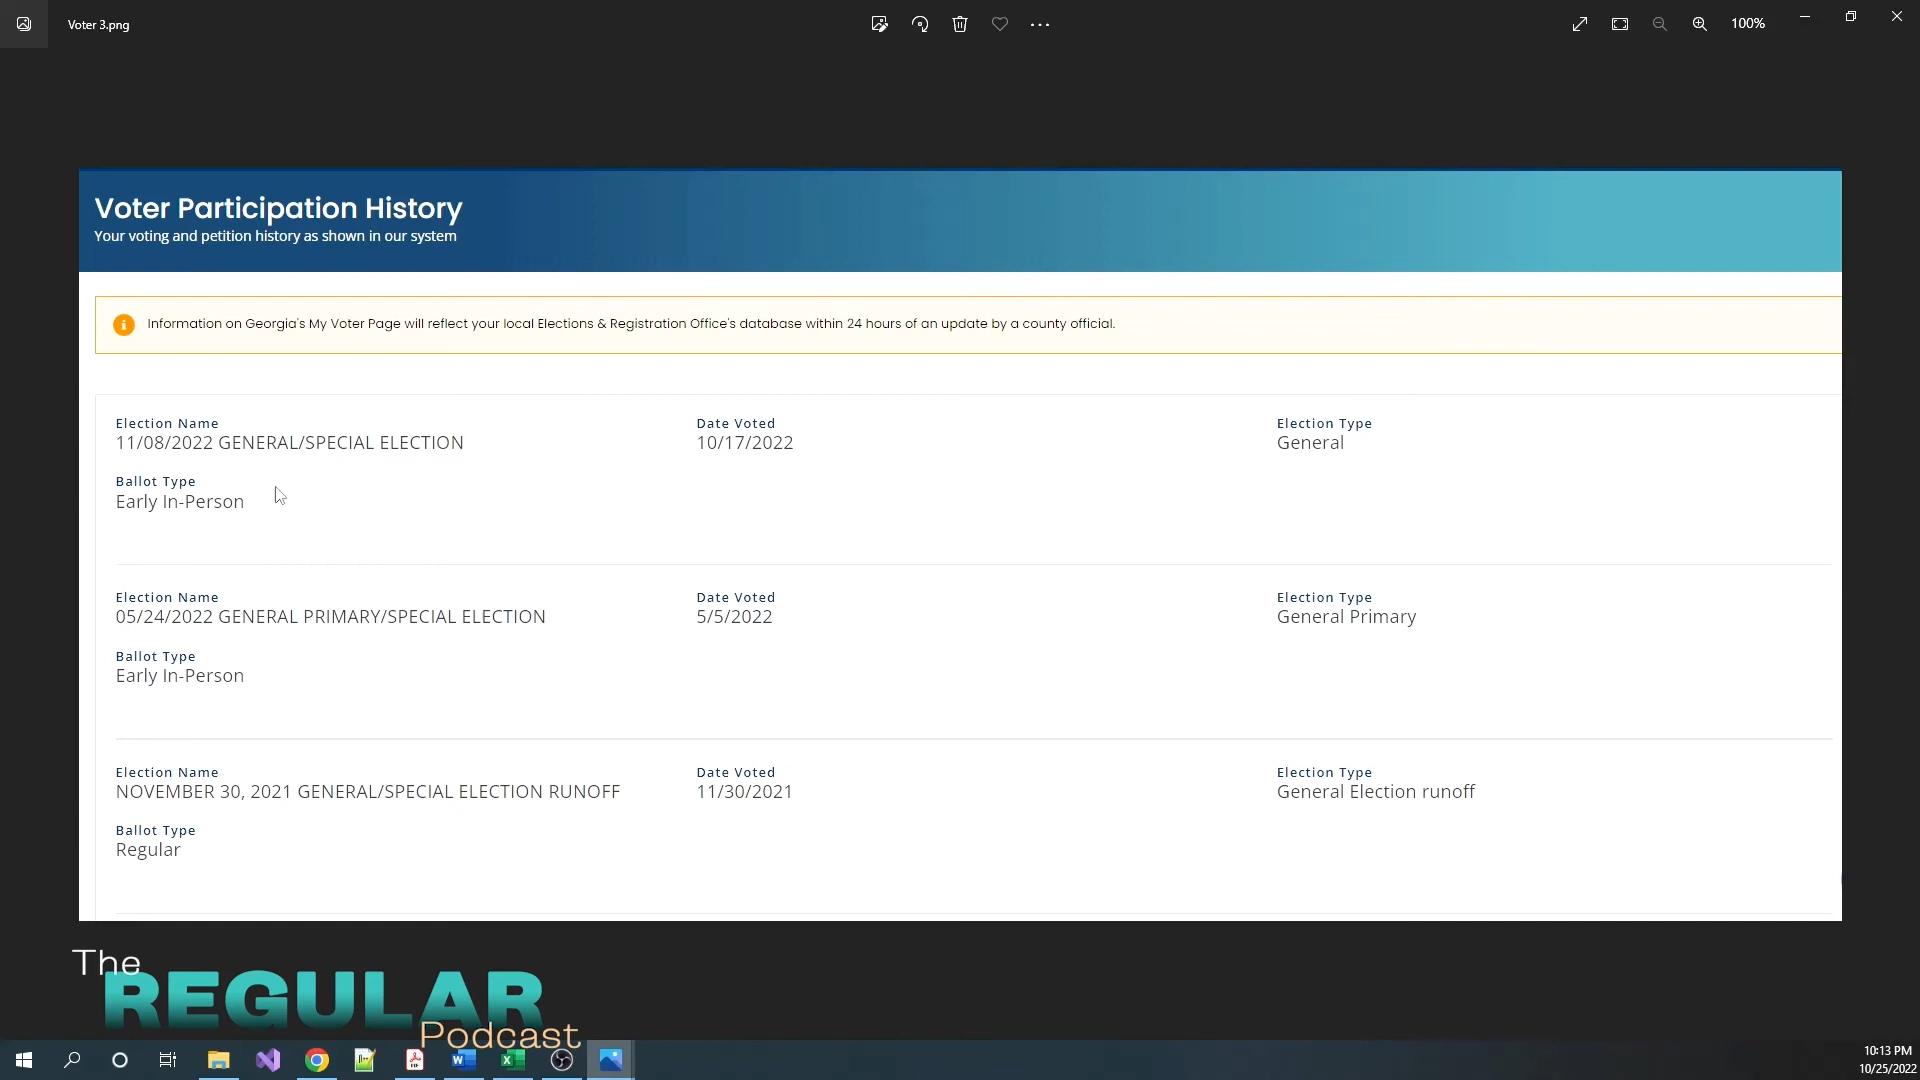 Voter 3.png
100%
Voter Participation History
Your voting and petition history as shown in our system
Information on Georgia's My Voter Page will reflect your local Elections & Registration Office's database within 24 hours of an update by a county official.
Election Name
Date Voted
Election Type
11/08/2022 GENERAL/SPECIAL ELECTION
10/17/2022
General
Ballot Type
Early In-Person
Election Name
Date Voted
Election Type
05/24/2022 GENERAL PRIMARY/SPECIAL ELECTION
5/5/2022
General Primary
Ballot Type
Early In-Person
Election Name
Date Voted
Election Type
NOVEMBER 30, 2021 GENERAL/SPECIAL ELECTION RUNOFF
11/30/2021
General Election runoff
Ballot Type
Regular
The
REGULAR
Podcast
10:13 PM
10/25/2022